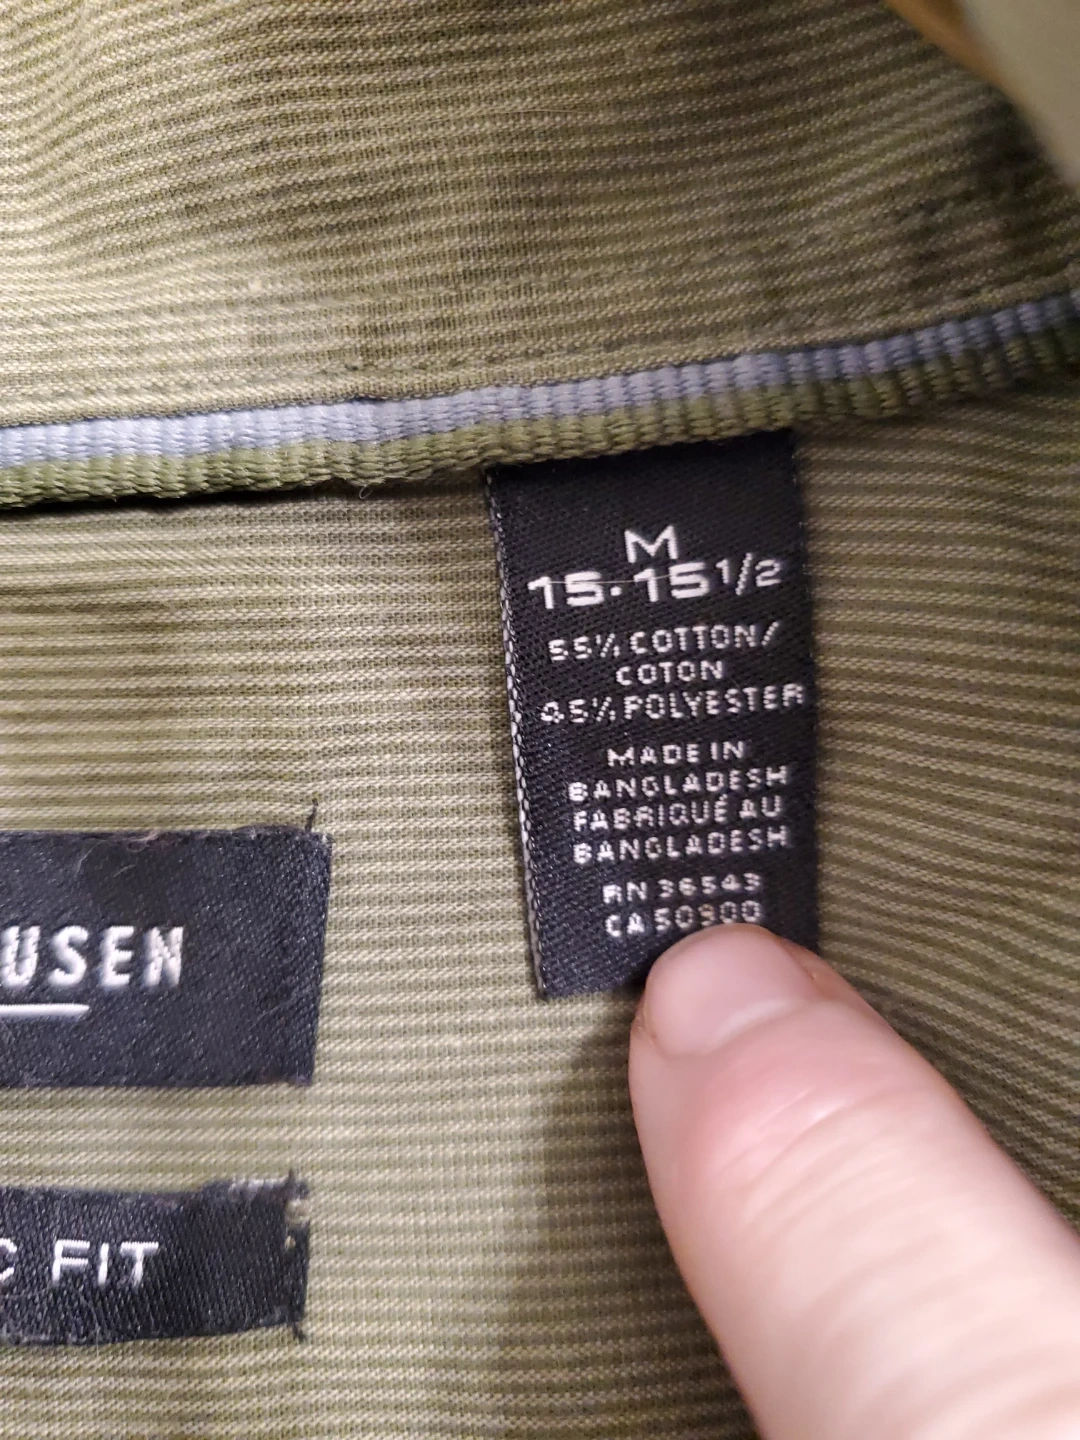 M
15.15 1/2
55% COTTON/
COTON
45% POLYESTER
MADE IN
BANGLADESH
FABRIQUÉ AU
BANGLADESH
RN 36543
CA 50900
USEN
C FIT